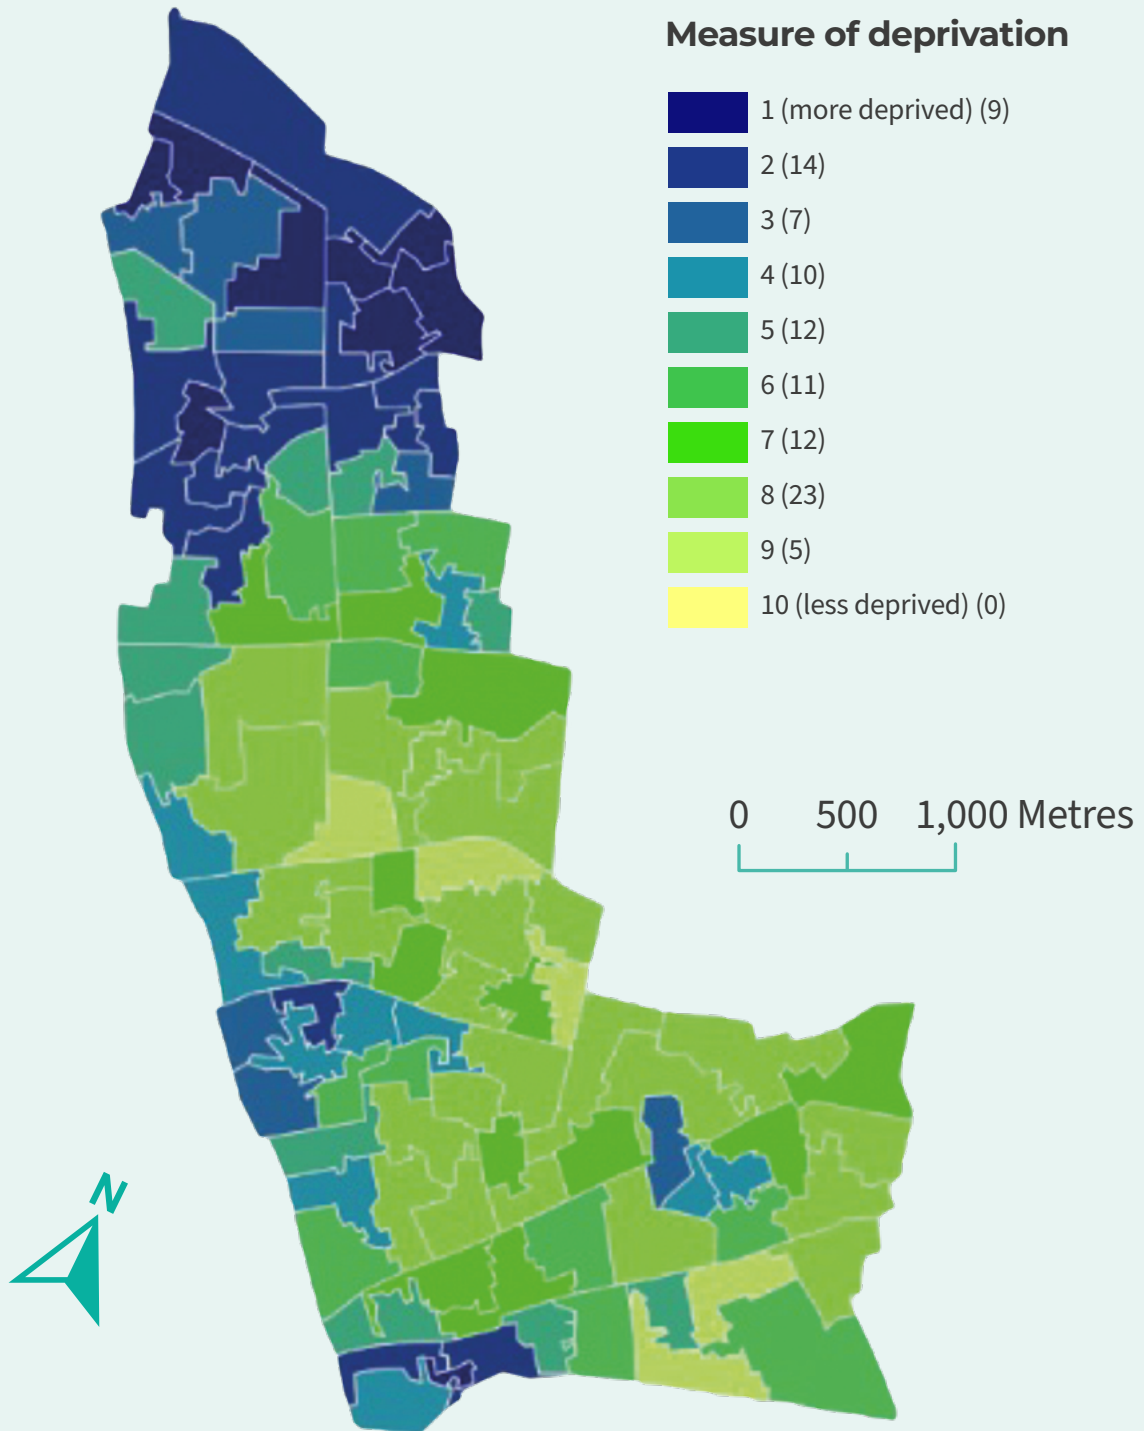 Measure of deprivation
1 (more deprived) (9)
2 (14)
3 (7)
4 (10)
5 (12)
6 (11)
7 (12)
8 (23)
9 (5)
10 (less deprived) (0)
0 500 1,000 Metres
N